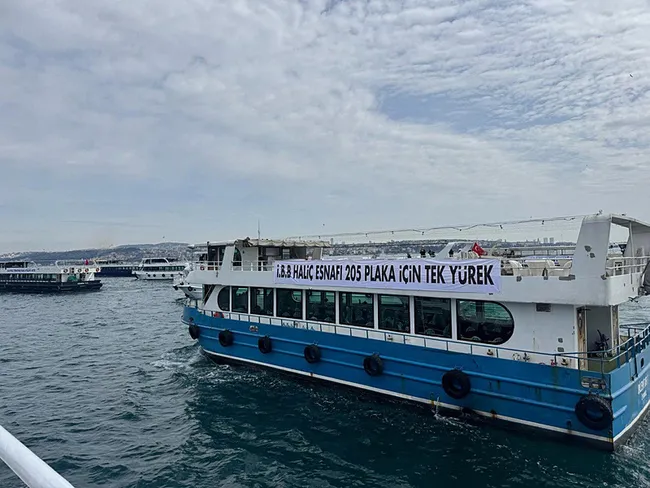 İ.B.B HALİÇ ESNAFI 205 PLAKA İÇİN TEK YÜREK